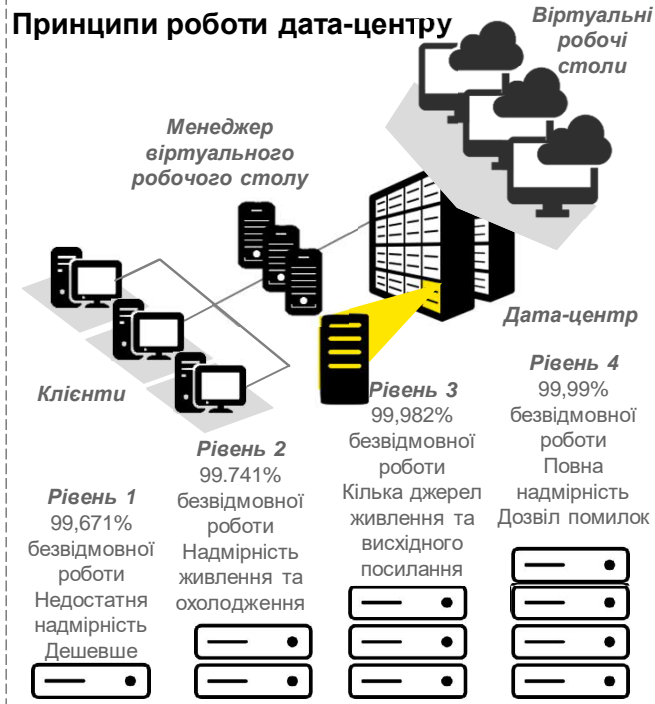 Принципи роботи дата-центру
Віртуальні
робочі
столи
Менеджер
віртуального
робочого столу
Дата-центр
Клієнти
Рівень 1
99,671%
безвідмовної
роботи
Недостатня
надмірність
Дешевше
Рівень 2
99.741%
безвідмовної
роботи
Надмірність
живлення та
охолодження
Рівень 3
99,982%
безвідмовної
роботи
Кілька джерел
живлення та
висхідного
посилання
Рівень 4
99,99%
безвідмовної
роботи
Повна
надмірність
Дозвіл помилок